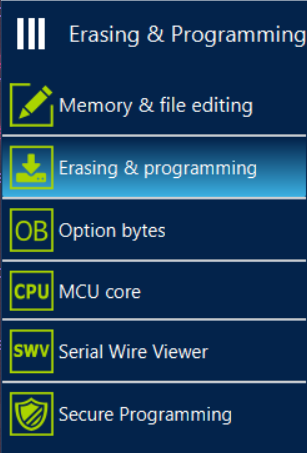 Erasing & Programming
Memory & file editing
Erasing & programming
OB Option bytes
CPU MCU core
SWV Serial Wire Viewer
Secure Programming